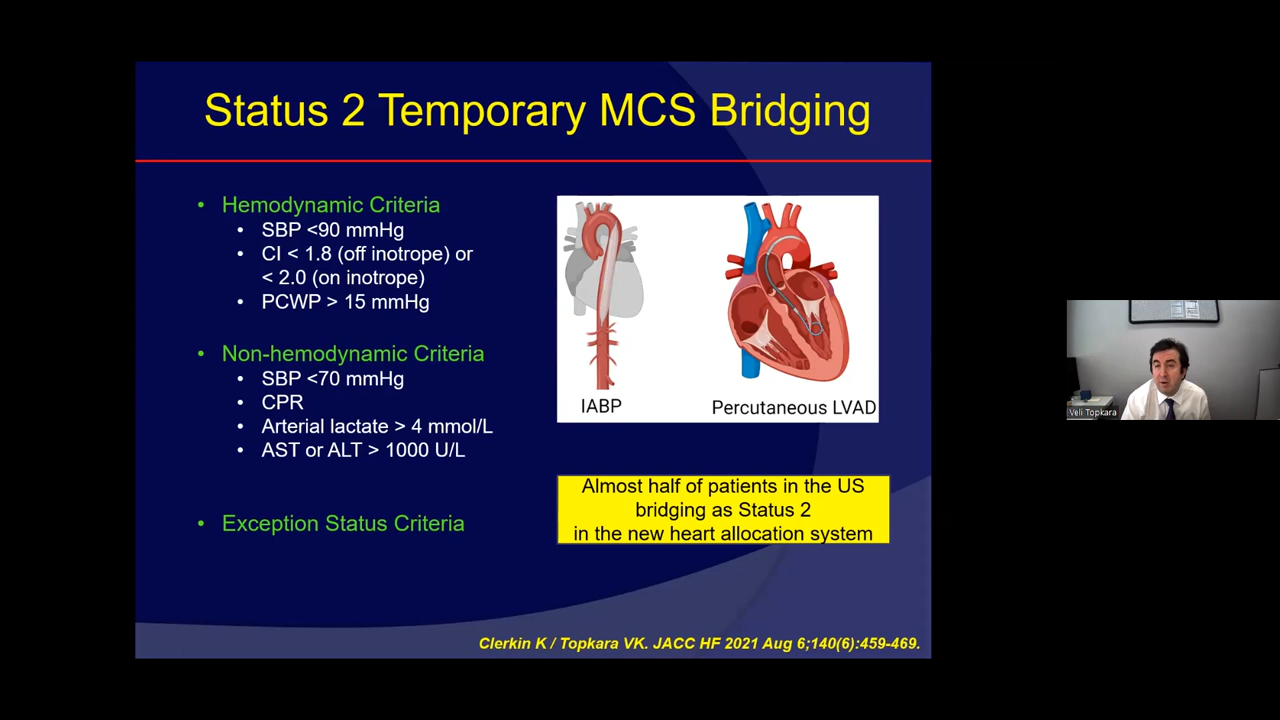 Status 2 Temporary MCS Bridging
• Hemodynamic Criteria
• SBP <90 mmHg
• CI < 1.8 (off inotrope) or
< 2.0 (on inotrope)
• PCWP > 15 mmHg
• Non-hemodynamic Criteria
• SBP <70 mmHg
• CPR
• Arterial lactate > 4 mmol/L
• AST or ALT > 1000 U/L
• Exception Status Criteria
IABP
Percutaneous LVAD
Almost half of patients in the US
bridging as Status 2
in the new heart allocation system
Clerkin K / Topkara VK. JACC HF 2021 Aug 6;140(6):459-469.
Veli Topkara